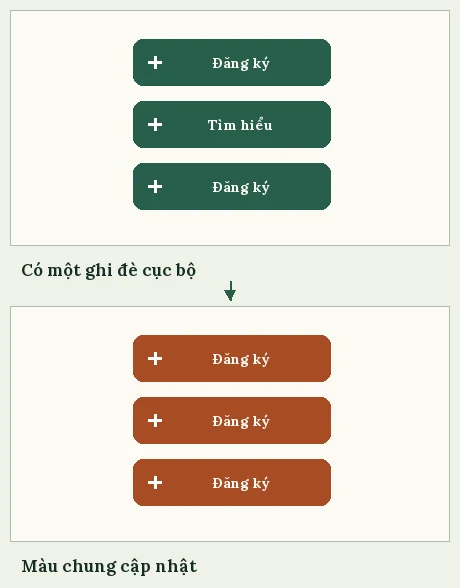 Đăng ký
Tìm hiểu
Đăng ký
Có một ghi đè cục bộ
Đăng ký
Đăng ký
Đăng ký
Màu chung cập nhật